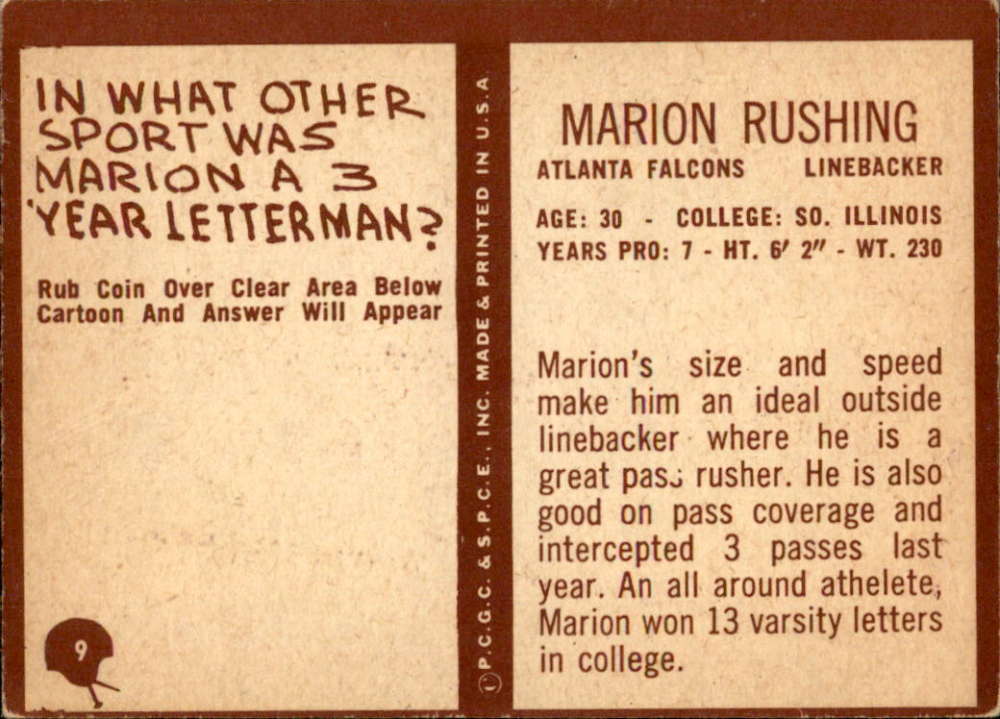 IN WHAT OTHER
SPORT WAS
MARION A 3
YEAR LETTERMAN?
Rub Coin Over Clear Area Below
Cartoon And Answer Will Appear
9
© P.C.G.C. & S.P.C.E., INC. MADE & PRINTED IN U.S.A
MARION RUSHING
ATLANTA FALCONS LINEBACKER
AGE: 30 - COLLEGE: SO. ILLINOIS
YEARS PRO: 7 - HT. 6' 2" - WT. 230
Marion's size and speed
make him an ideal outside
linebacker where he is a
great pass rusher. He is also
good on pass coverage and
intercepted 3 passes last
year. An all around athelete,
Marion won 13 varsity letters
in college.